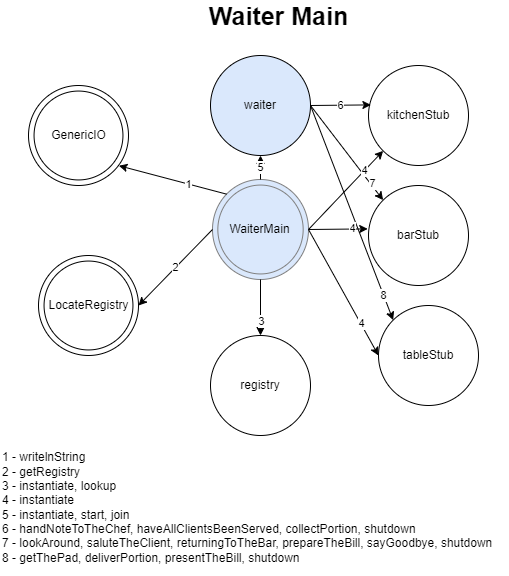 Waiter Main
waiter
6
kitchenStub
GenericIO
5
4
7
1
WaiterMain
4
barStub
2
8
LocateRegistry
3
4
tableStub
registry
1 - writeInString
2 - getRegistry
3 - instantiate, lookup
4 - instantiate
5 - instantiate, start, join
6 - handNoteToTheChef, haveAllClientsBeenServed, collectPortion, shutdown
7 - lookAround, saluteTheClient, returningToTheBar, prepareTheBill, sayGoodbye, shutdown
8 - getThePad, deliverPortion, presentTheBill, shutdown